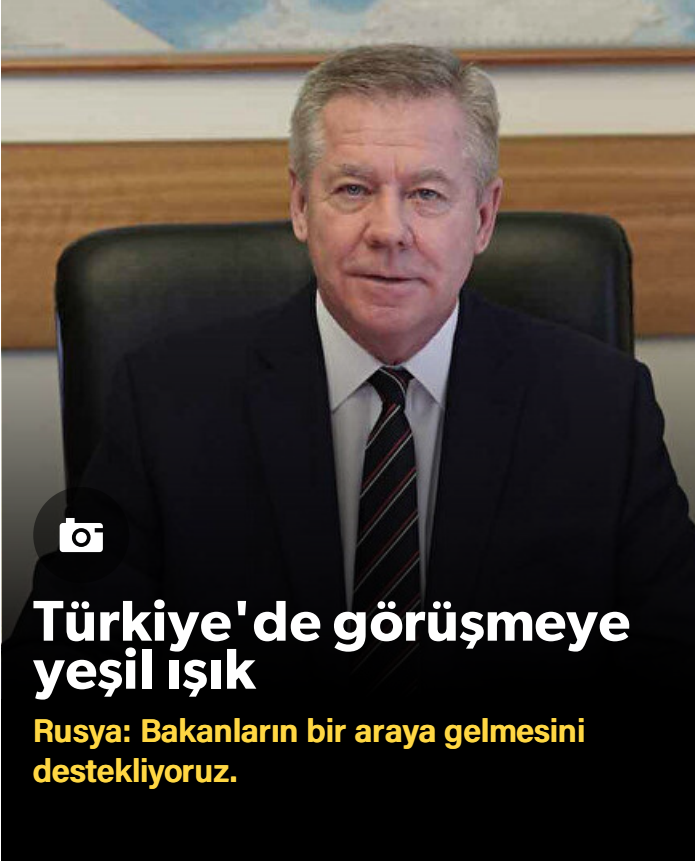 Türkiye'de görüşmeye
yeşil ışık
Rusya: Bakanların bir araya gelmesini
destekliyoruz.